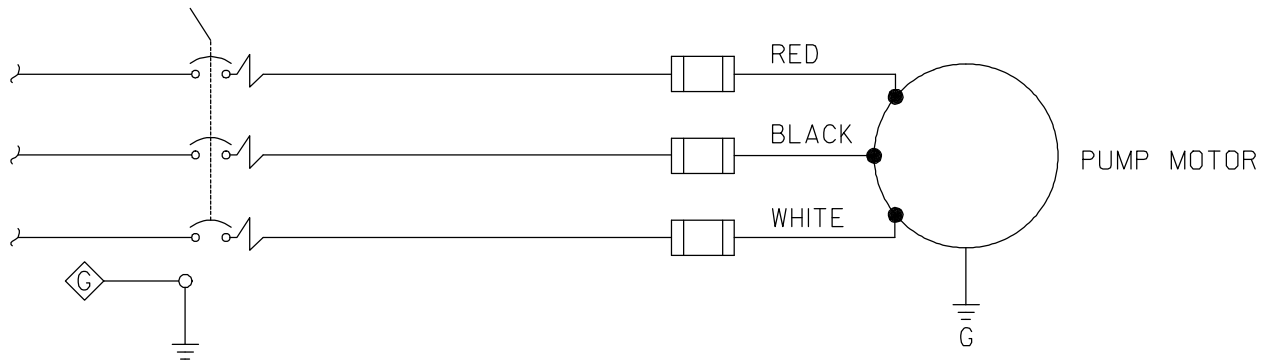 RED
BLACK
PUMP MOTOR
WHITE
G
G